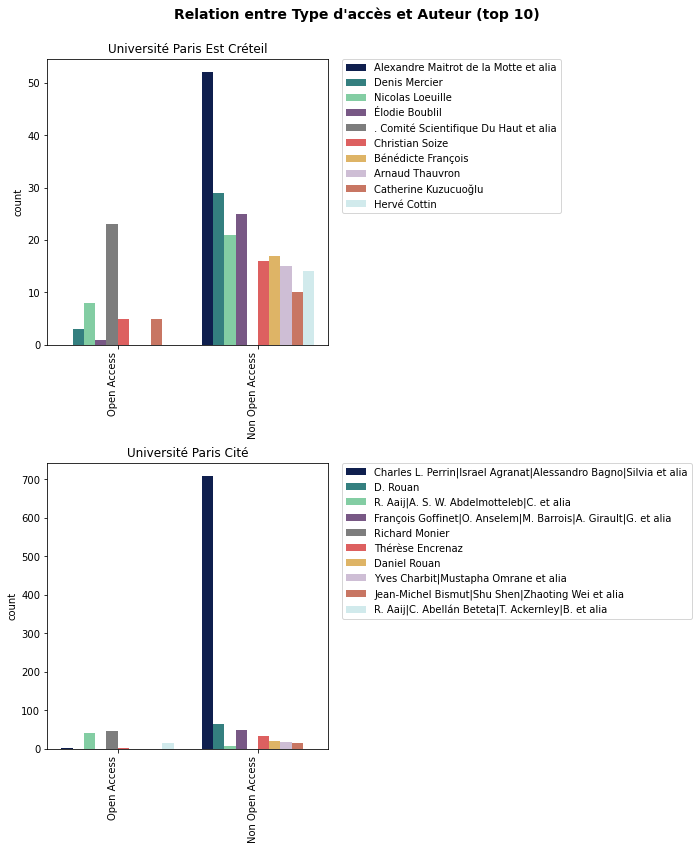 Relation entre Type d'accès et Auteur (top 10)
Université Paris Est Créteil
50
40
30
20
10
0
count
Open Access
Non Open Access
Alexandre Maitrot de la Motte et alia
Denis Mercier
Nicolas Loeuille
Élodie Boublil
. Comité Scientifique Du Haut et alia
Christian Soize
Bénédicte François
Arnaud Thauvron
Catherine Kuzucuoğlu
Hervé Cottin
Université Paris Cité
700
600
500
400
300
200
100
0
count
Open Access
Non Open Access
Charles L. Perrin|Israel Agranat|Alessandro Bagno|Silvia et alia
D. Rouan
R. Aaij|A. S. W. Abdelmotteleb|C. et alia
François Goffinet|O. Anselem|M. Barrois|A. Girault|G. et alia
Richard Monier
Thérèse Encrenaz
Daniel Rouan
Yves Charbit|Mustapha Omrane et alia
Jean-Michel Bismut|Shu Shen|Zhaoting Wei et alia
R. Aaij|C. Abellán Beteta|T. Ackernley|B. et alia